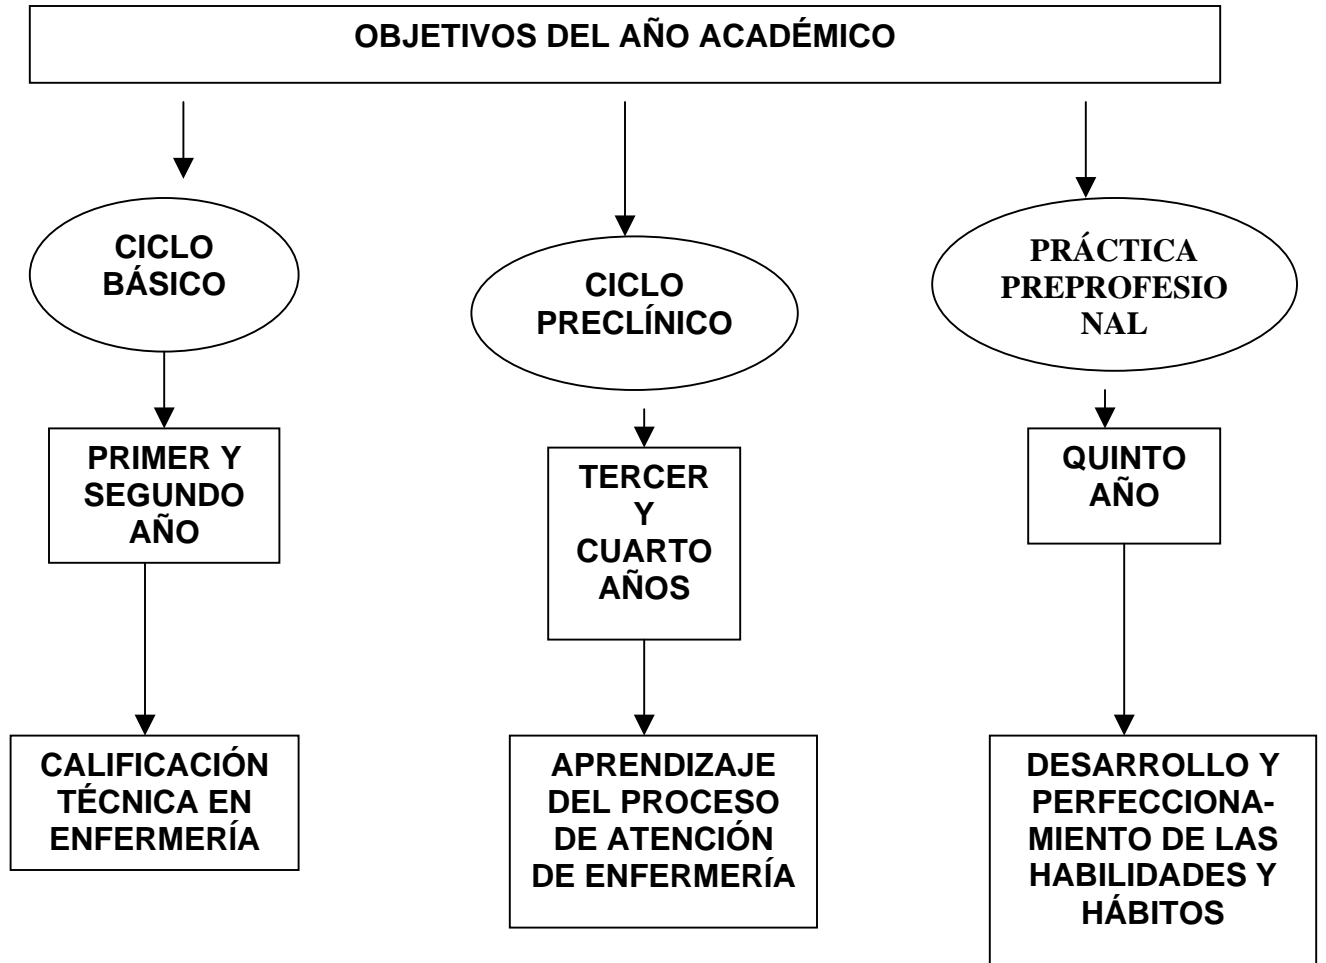 OBJETIVOS DEL AÑO ACADÉMICO
CICLO
BÁSICO
CICLO
PRECLÍNICO
PRÁCTICA
PREPROFESIO
NAL
PRIMER Y
SEGUNDO
AÑO
TERCER
Y
CUARTO
AÑOS
QUINTO
AÑO
CALIFICACIÓN
TÉCNICA EN
ENFERMERÍA
APRENDIZAJE
DEL PROCESO
DE ATENCIÓN
DE ENFERMERÍA
DESARROLLO Y
PERFECCIONA-
MIENTO DE LAS
HABILIDADES Y
HÁBITOS